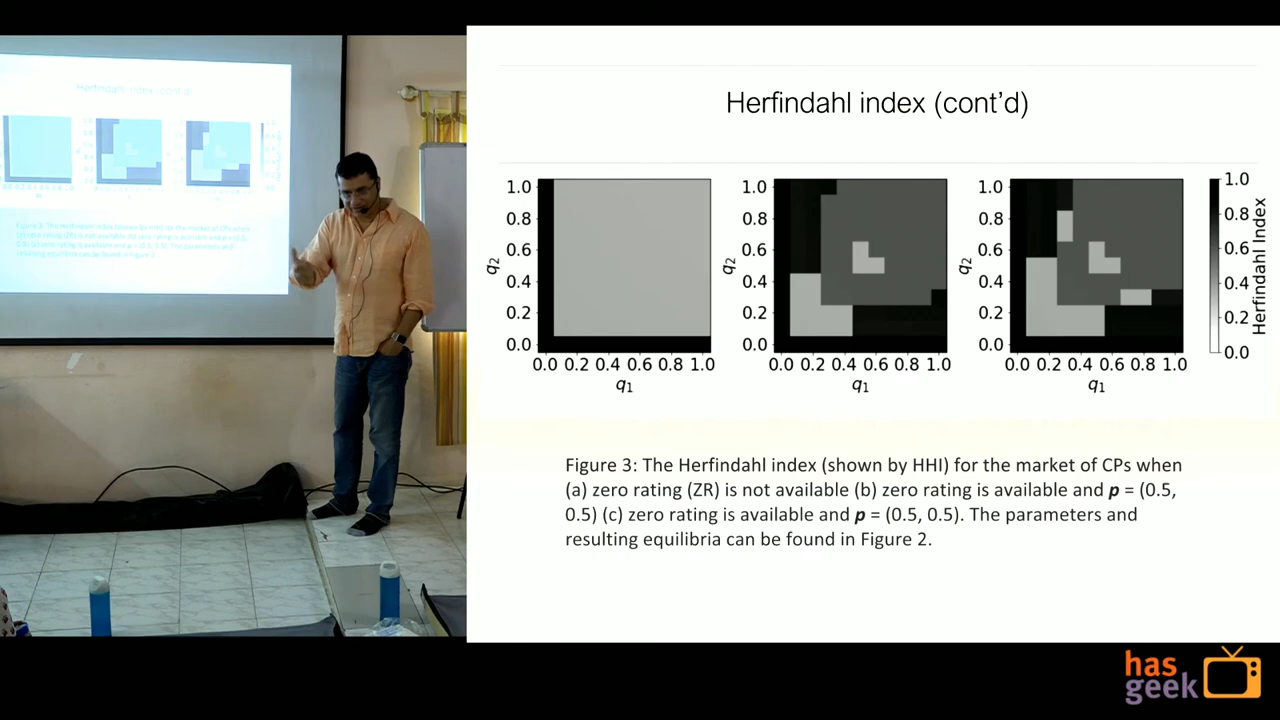 Herfindahl index (cont'd)
Herfindahl index (cont'd)
1.0
0.8
0.6
0.4
0.2
0.0
q2
0.0 0.2 0.4 0.6 0.8 1.0
q1
1.0
0.8
0.6
0.4
0.2
0.0
q2
0.0 0.2 0.4 0.6 0.8 1.0
q1
1.0
0.8
0.6
0.4
0.2
0.0
q2
0.0 0.2 0.4 0.6 0.8 1.0
q1
1.0
0.8
0.6
0.4
0.2
0.0
Herfindahl Index
Figure 3: The Herfindahl index (shown by HHI) for the market of CPs when
(a) zero rating (ZR) is not available (b) zero rating is available and p = (0.5,
0.5) (c) zero rating is available and p = (0.5, 0.5). The parameters and
resulting equilibria can be found in Figure 2.
has
geek